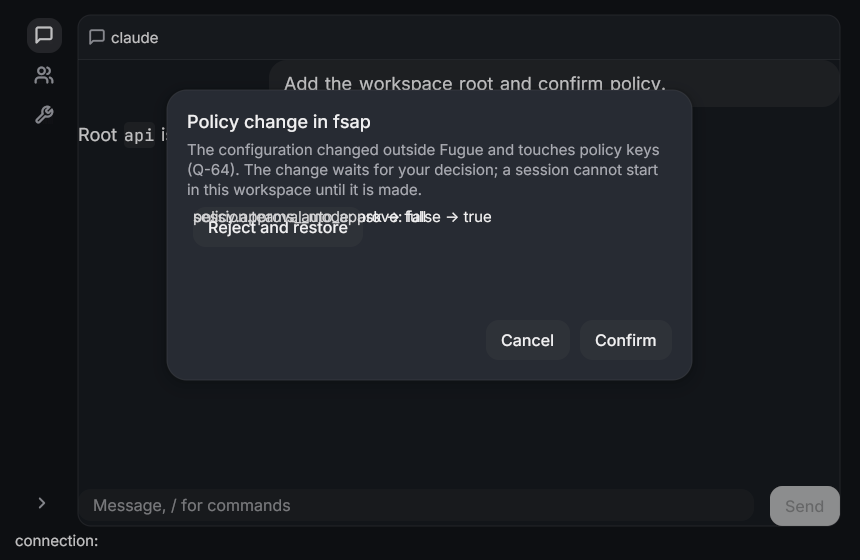 claude
Add the workspace root and confirm policy.
Root api
Policy change in fsap
The configuration changed outside Fugue and touches policy keys
(Q-64). The change waits for your decision; a session cannot start
in this workspace until it is made.
→ true
Reject and restore
Cancel
Confirm
Message, / for commands
Send
connection: